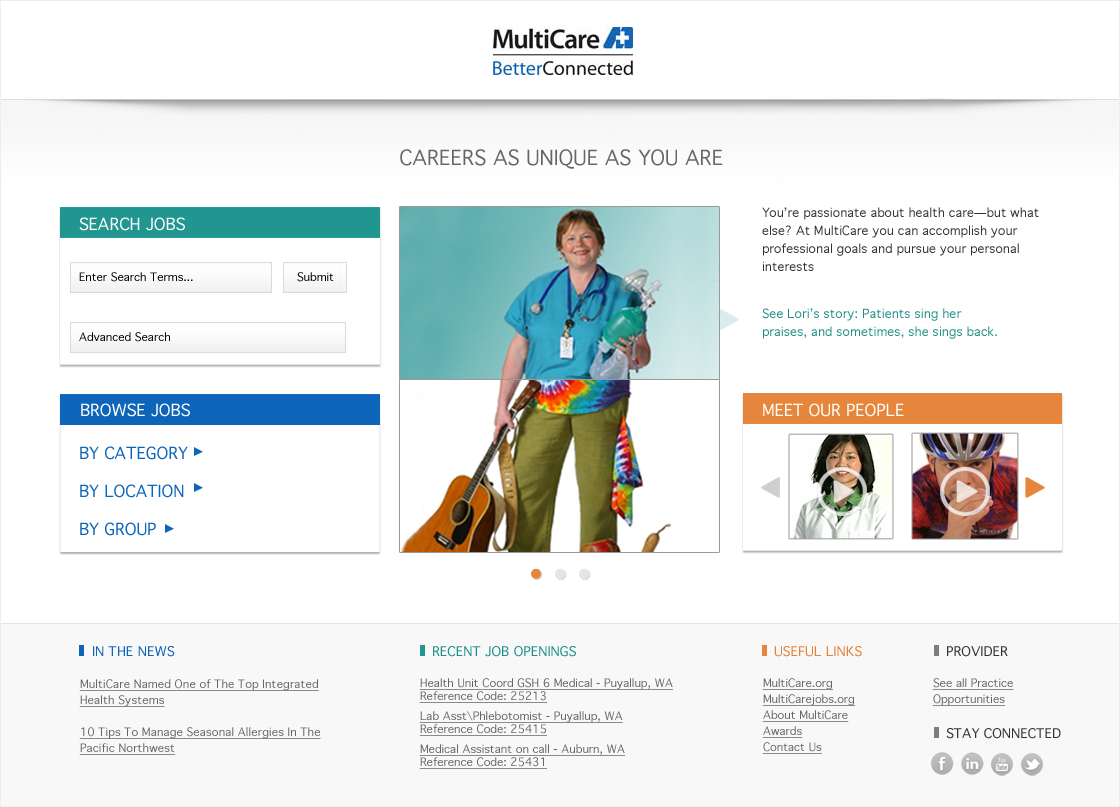 MultiCare
BetterConnected
CAREERS AS UNIQUE AS YOU ARE
SEARCH JOBS
Enter Search Terms...
Submit
Advanced Search
BROWSE JOBS
BY CATEGORY
BY LOCATION
BY GROUP
You're passionate about health care—but what
else? At MultiCare you can accomplish your
professional goals and pursue your personal
interests
See Lori's story: Patients sing her
praises, and sometimes, she sings back.
MEET OUR PEOPLE
IN THE NEWS
MultiCare Named One of The Top Integrated
Health Systems
10 Tips To Manage Seasonal Allergies In The
Pacific Northwest
RECENT JOB OPENINGS
Health Unit Coord GSH 6 Medical - Puyallup, WA
Reference Code: 25213
Lab Asst\Phlebotomist - Puyallup, WA
Reference Code: 25415
Medical Assistant on call - Auburn, WA
Reference Code: 25431
USEFUL LINKS
MultiCare.org
MultiCarejobs.org
About MultiCare
Awards
Contact Us
PROVIDER
See all Practice
Opportunities
STAY CONNECTED
f
in
You
Tube